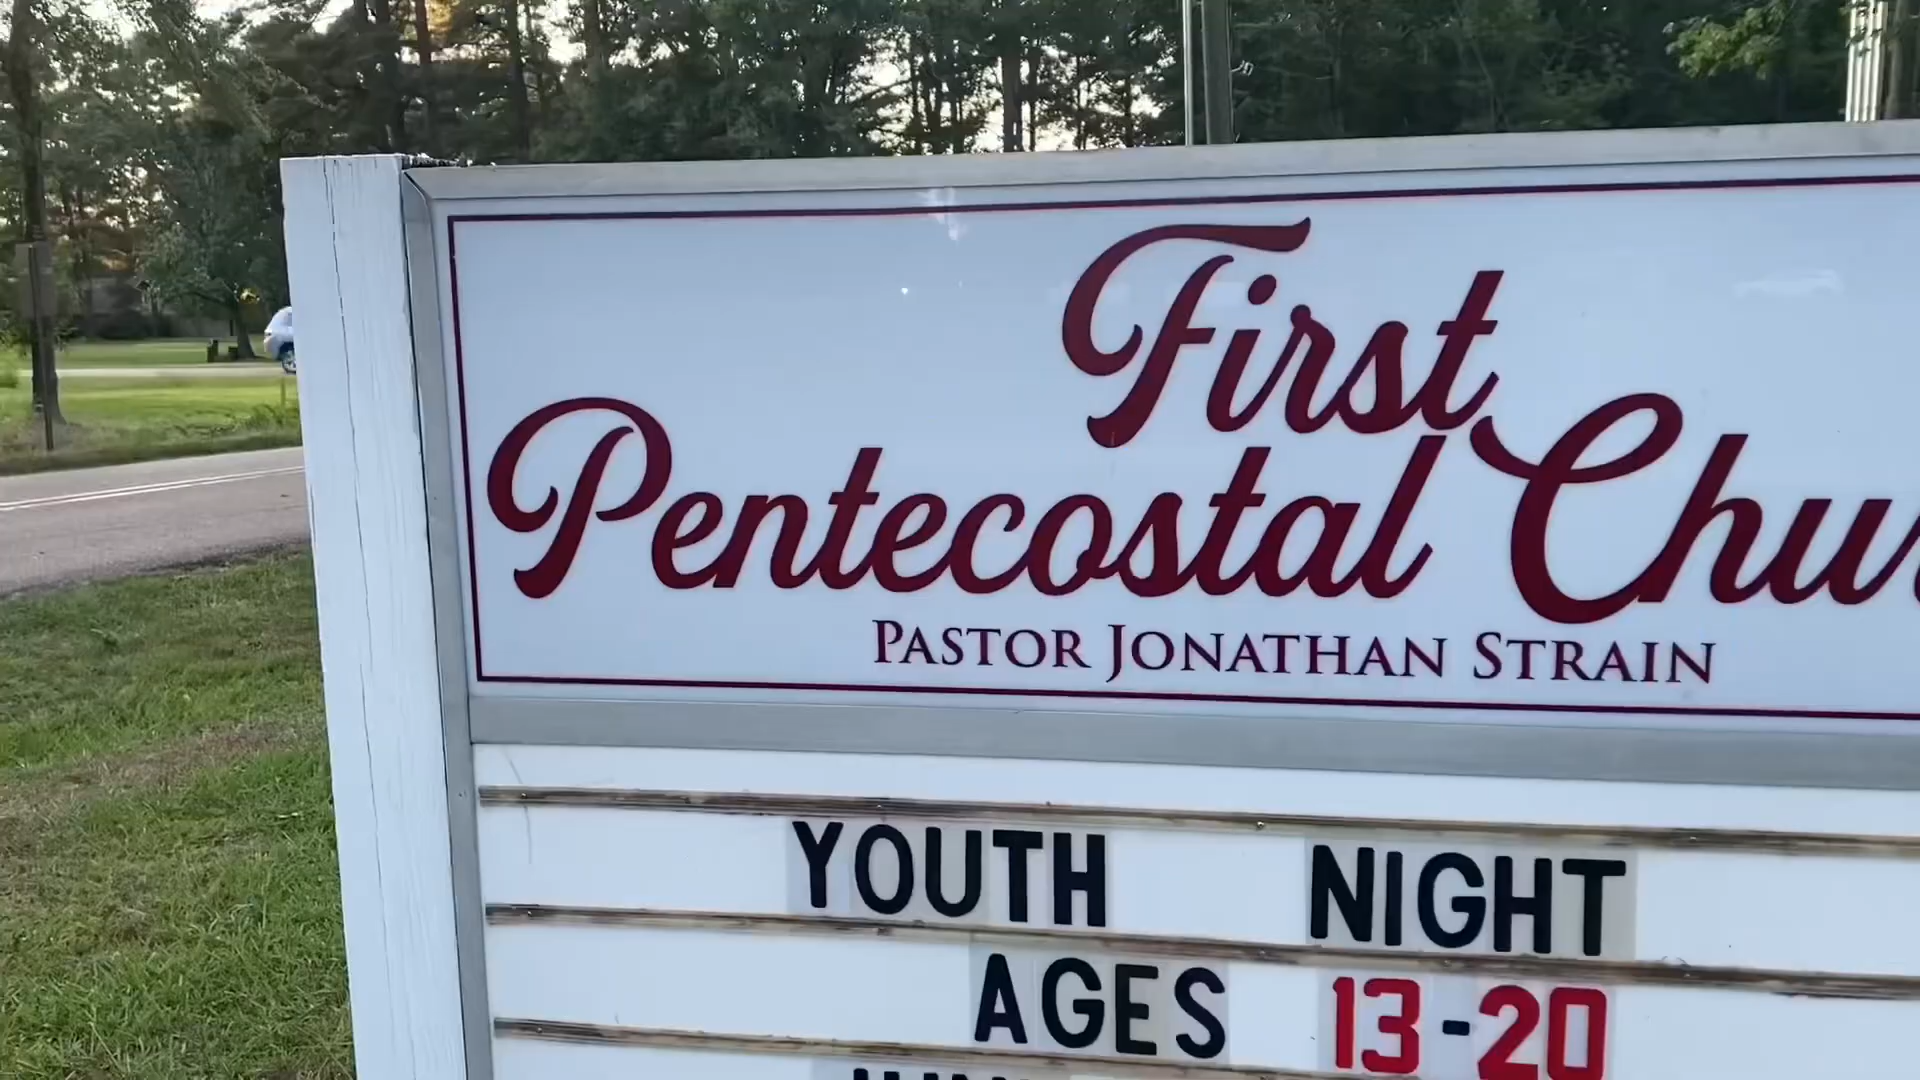 First
Pentecostal
PASTOR JONATHAN STRAIN
YOUTH NIGHT
AGES 13-20